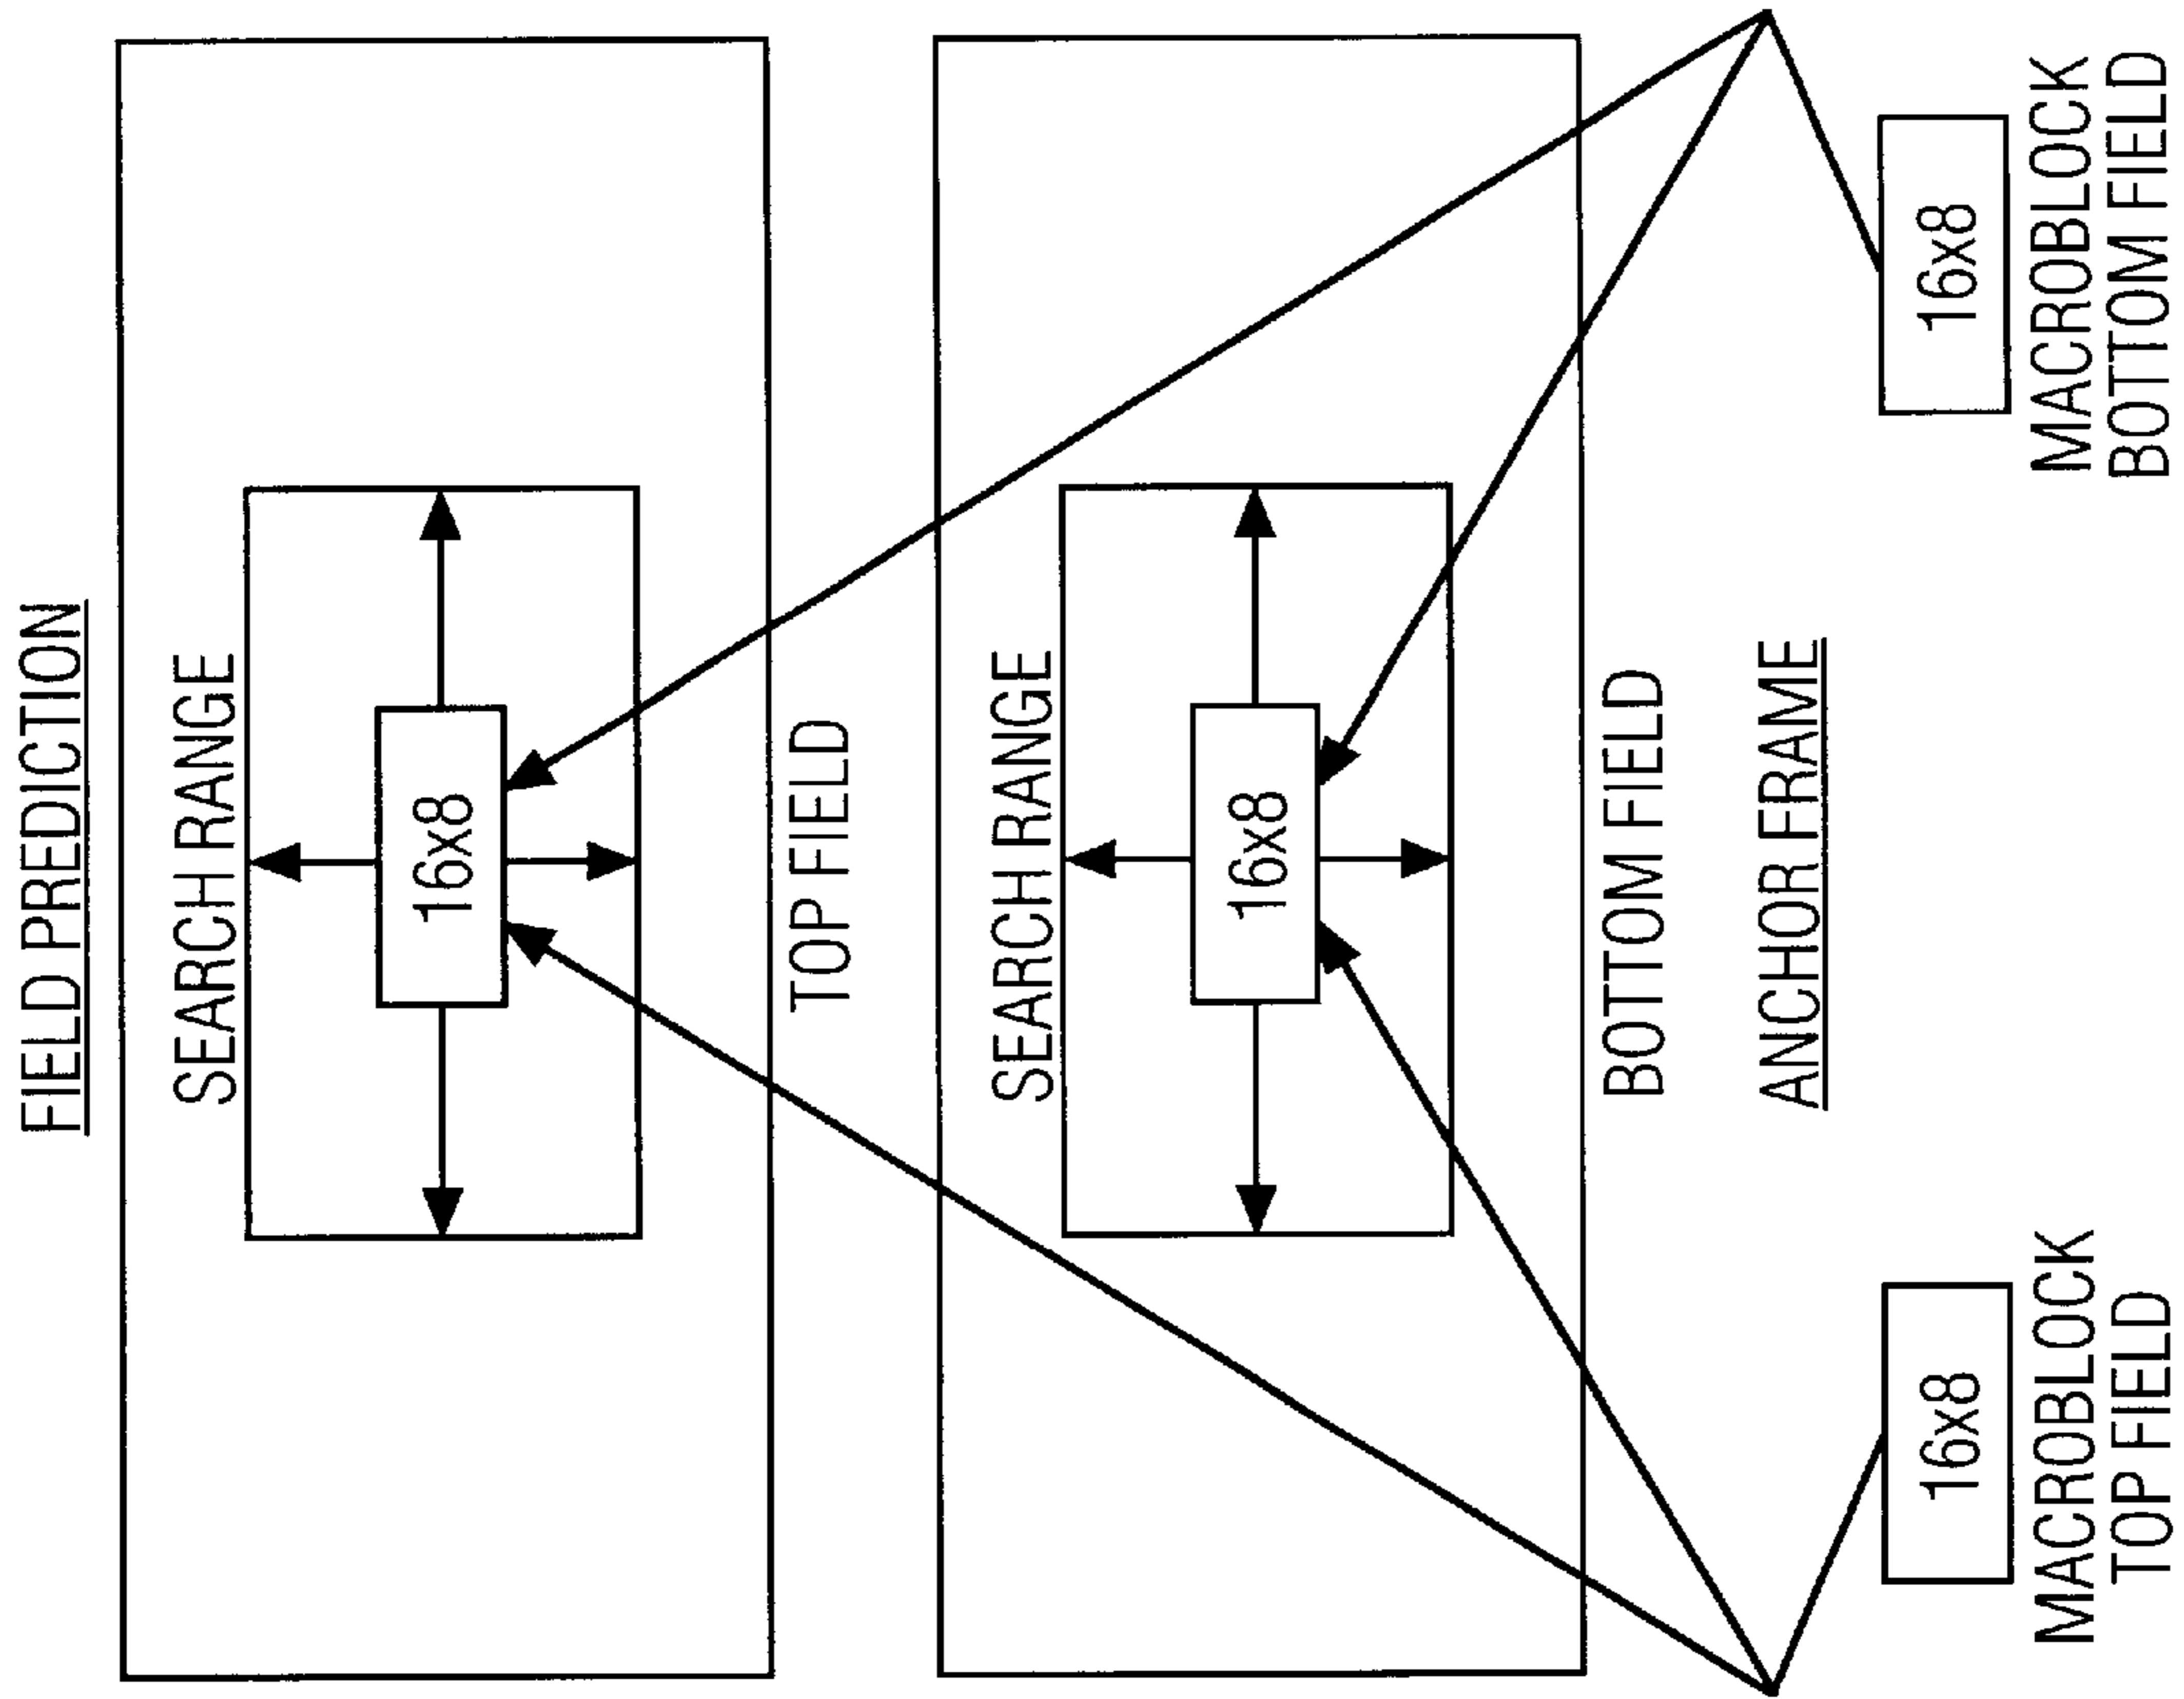 FIELD PREDICTION
SEARCH RANGE
16x8
TOP FIELD
SEARCH RANGE
16x8
BOTTOM FIELD
ANCHOR FRAME
16x8
MACROBLOCK
TOP FIELD
16x8
MACROBLOCK
BOTTOM FIELD